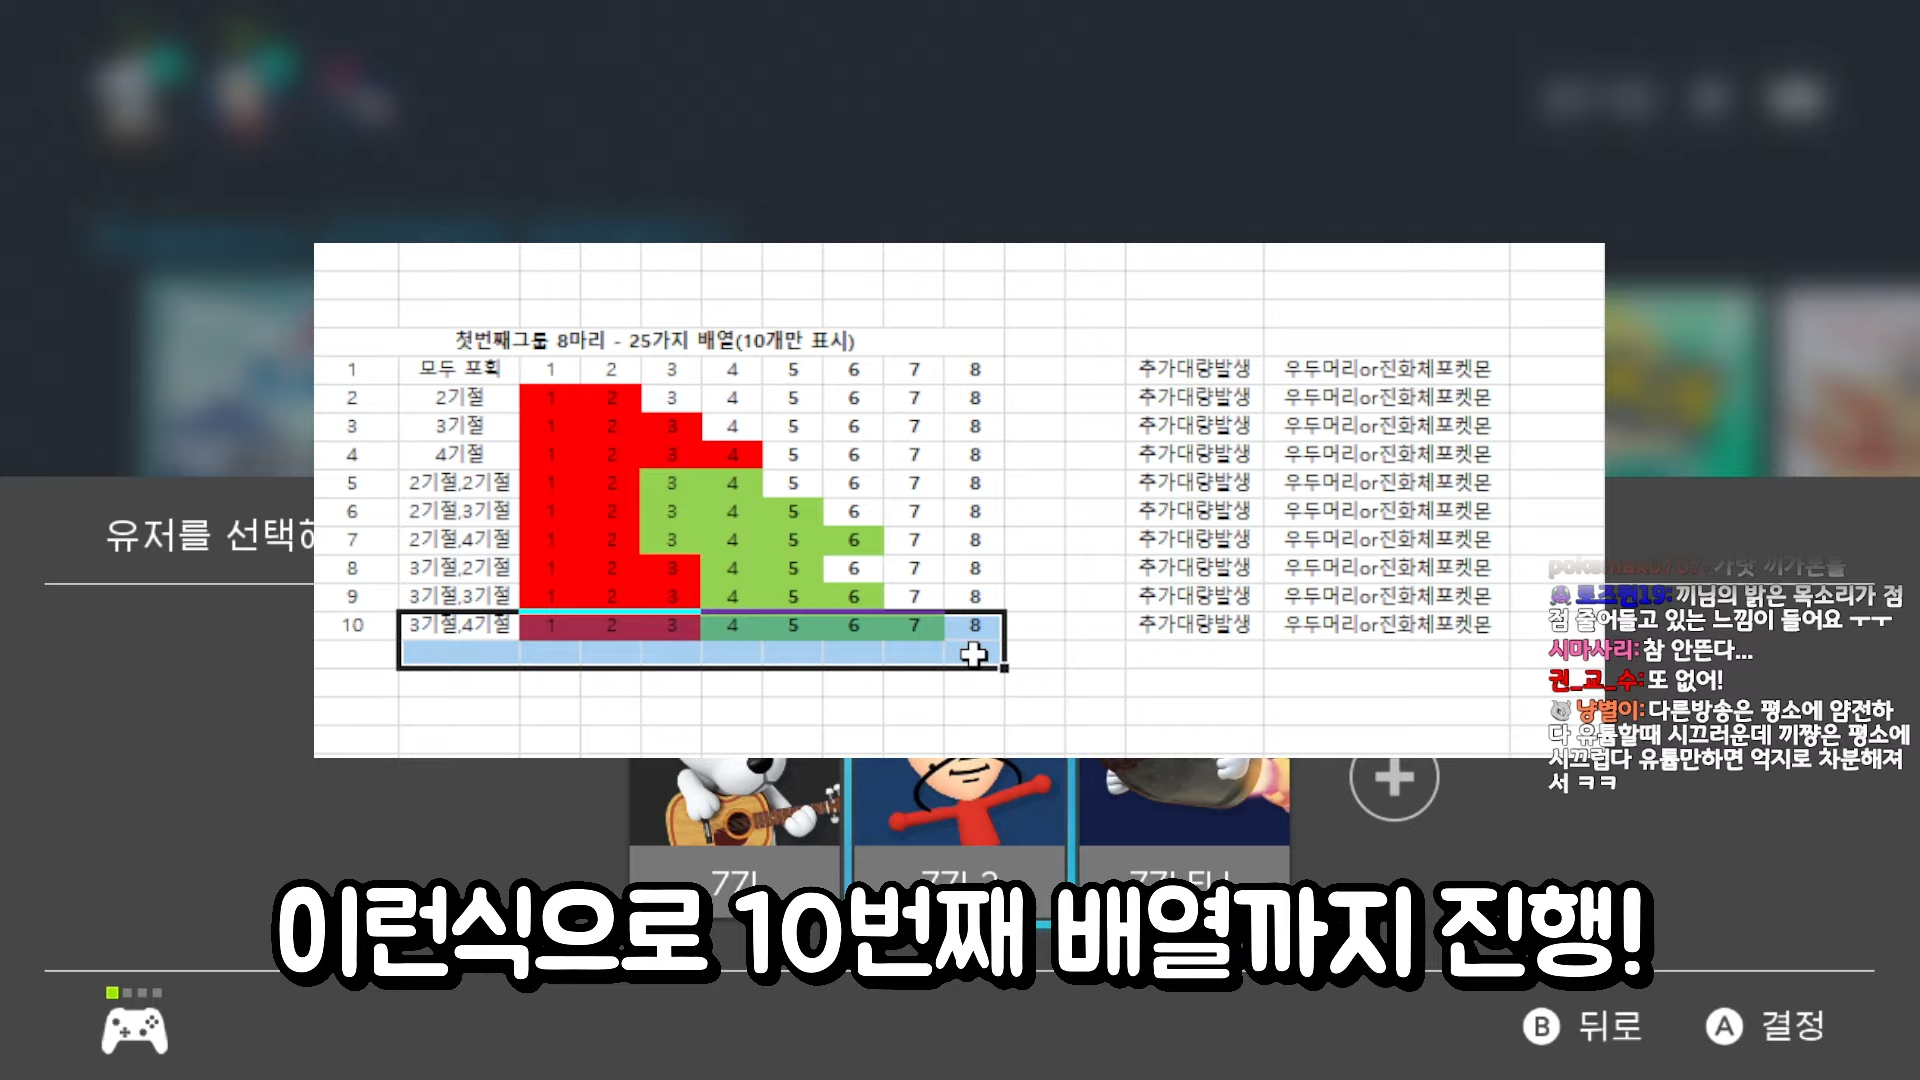 첫번째그룹 8마리 - 25가지 배열(10개만 표시)
1 모두 포획 1 2 3 4 5 6 7 8 추가대량발생 우두머리or진화체포켓몬
2 2기절 1 2 3 4 5 6 7 8 추가대량발생 우두머리or진화체포켓몬
3 3기절 1 2 3 4 5 6 7 8 추가대량발생 우두머리or진화체포켓몬
4 4기절 1 2 3 4 5 6 7 8 추가대량발생 우두머리or진화체포켓몬
5 2기절,2기절 1 2 3 4 5 6 7 8 추가대량발생 우두머리or진화체포켓몬
6 2기절,3기절 1 2 3 4 5 6 7 8 추가대량발생 우두머리or진화체포켓몬
7 2기절,4기절 1 2 3 4 5 6 7 8 추가대량발생 우두머리or진화체포켓몬
8 3기절,2기절 1 2 3 4 5 6 7 8 추가대량발생 우두머리or진화체포켓몬
9 3기절,3기절 1 2 3 4 5 6 7 8 추가대량발생 우두머리or진화체포켓몬
10 3기절,4기절 1 2 3 4 5 6 7 8 추가대량발생 우두머리or진화체포켓몬
유저를 선택
끼님의 밝은 목소리가 점
점 줄어들고 있는 느낌이 들어요 ㅜㅜ
시마사리: 참 안뜬다...
권_교_수: 또 없어!
냥별이: 다른방송은 평소에 얌전하
다 유튭할때 시끄러운데 끼쨩은 평소에
시끄럽다 유튭만하면 억지로 차분해져
서 ㅋㅋ
이런식으로 10번째 배열까지 진행!
B 뒤로 A 결정